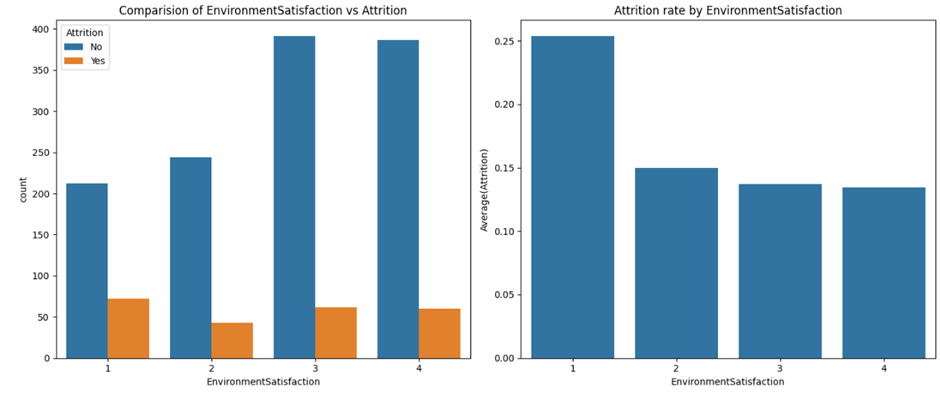 Comparision of EnvironmentSatisfaction vs Attrition
Attrition
No
Yes
400
350
300
250
200
150
100
50
0
count
1 2 3 4
EnvironmentSatisfaction
Attrition rate by EnvironmentSatisfaction
0.25
0.20
0.15
0.10
0.05
0.00
Average(Attrition)
1 2 3 4
EnvironmentSatisfaction